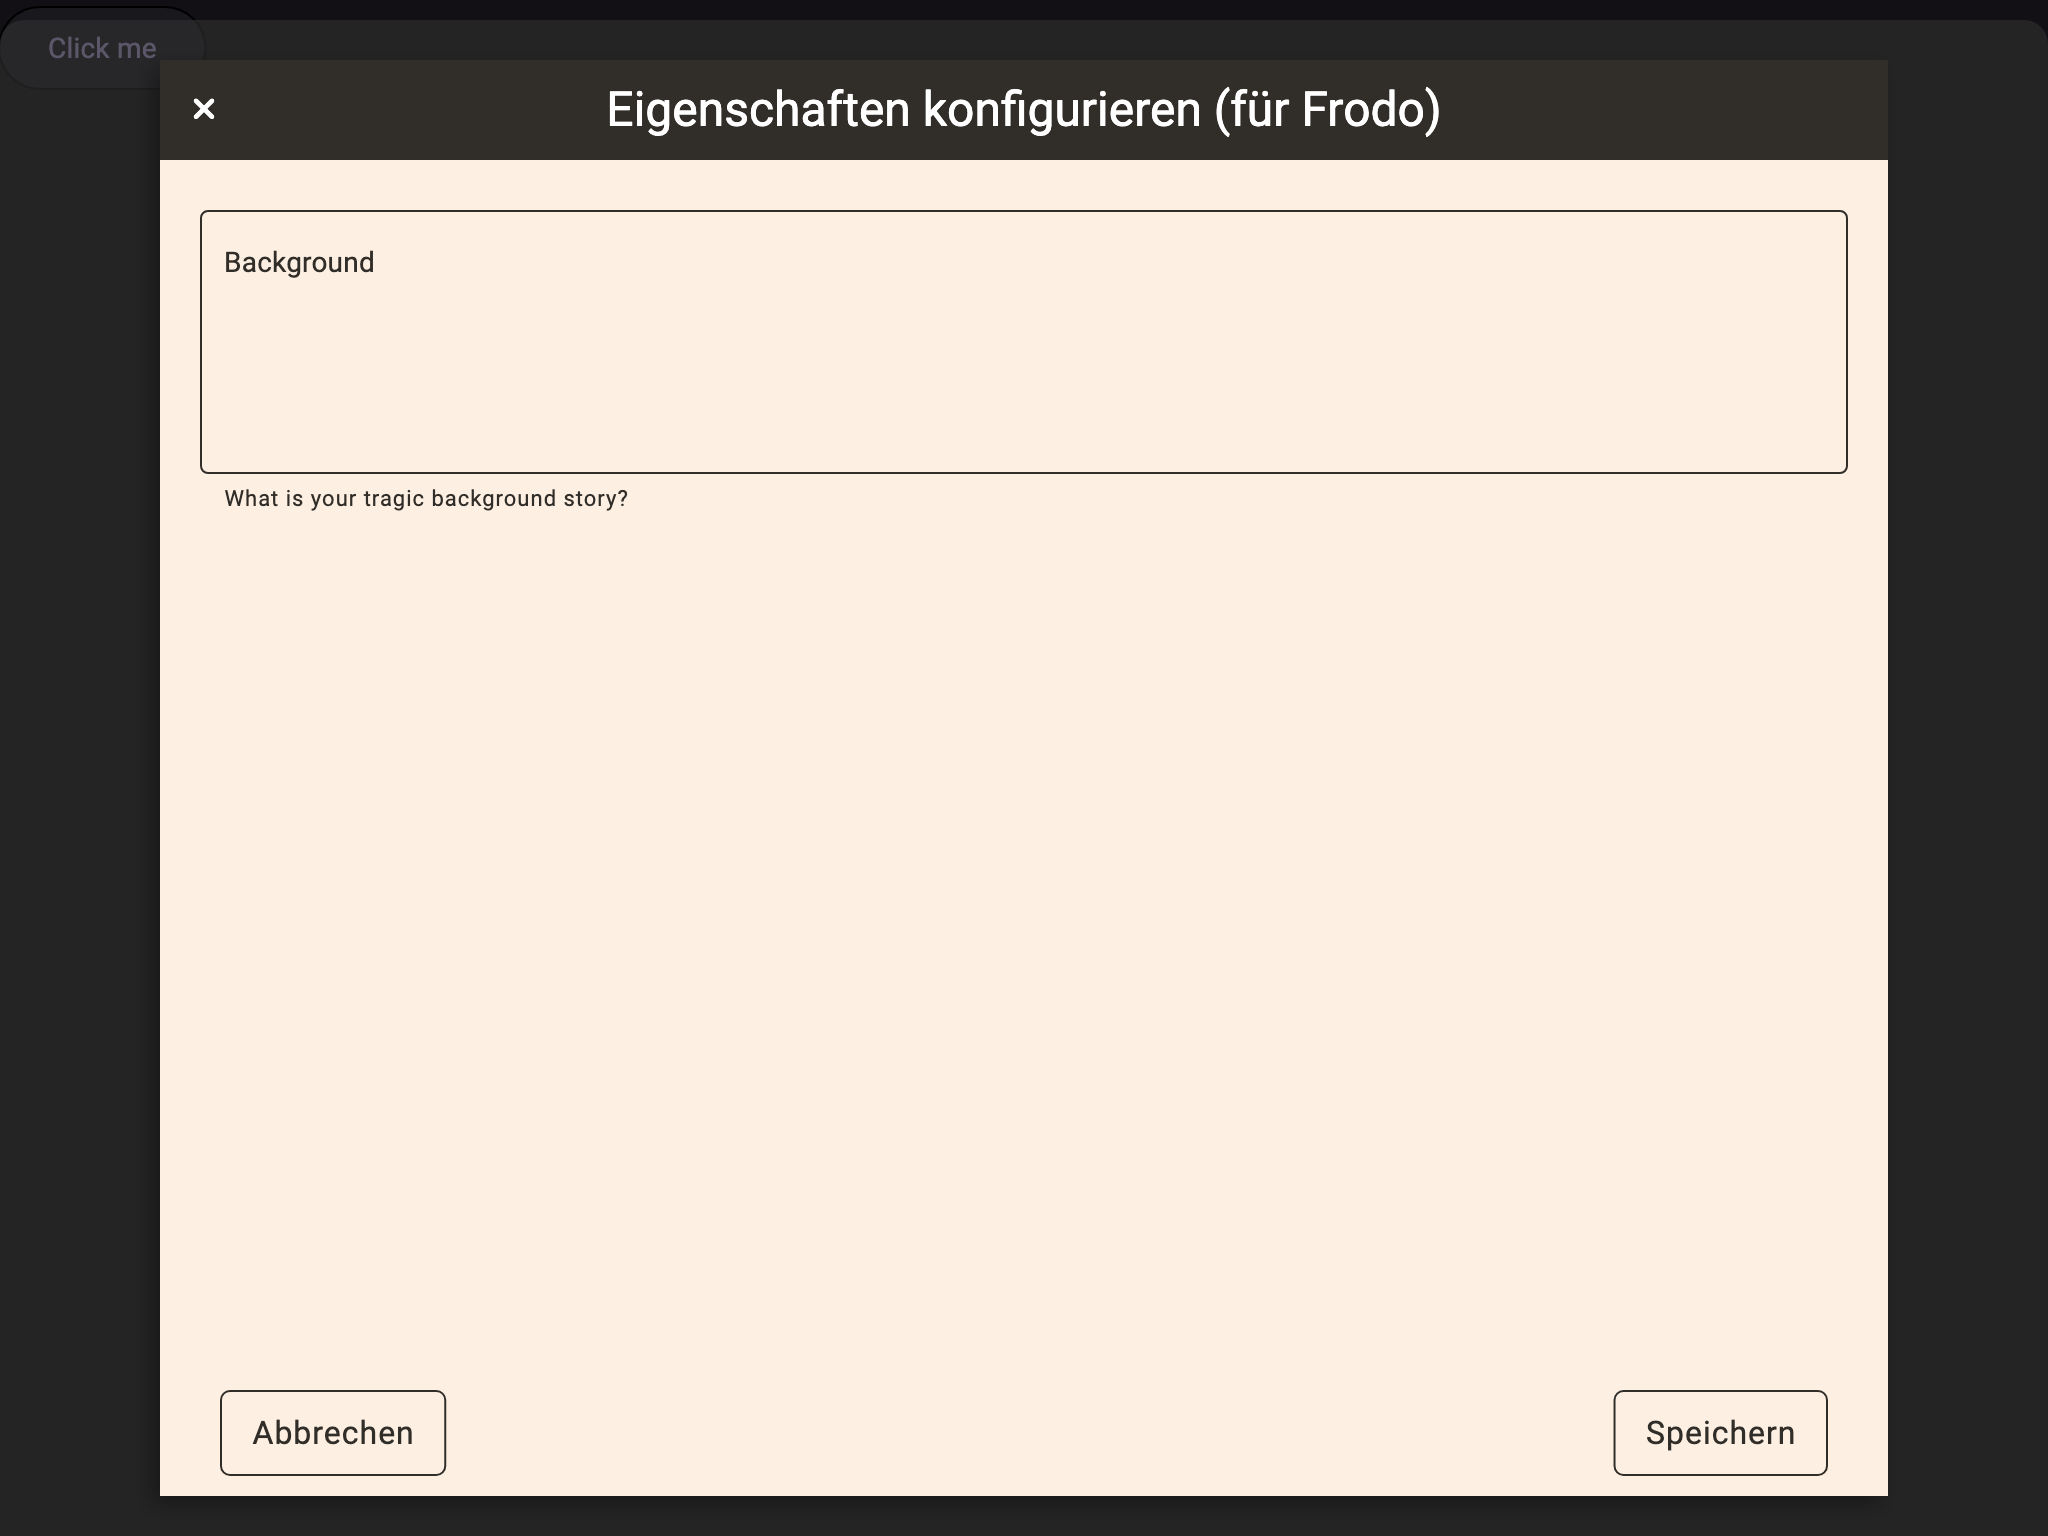 Click me
Eigenschaften konfigurieren (für Frodo)
Background
What is your tragic background story?
Abbrechen
Speichern